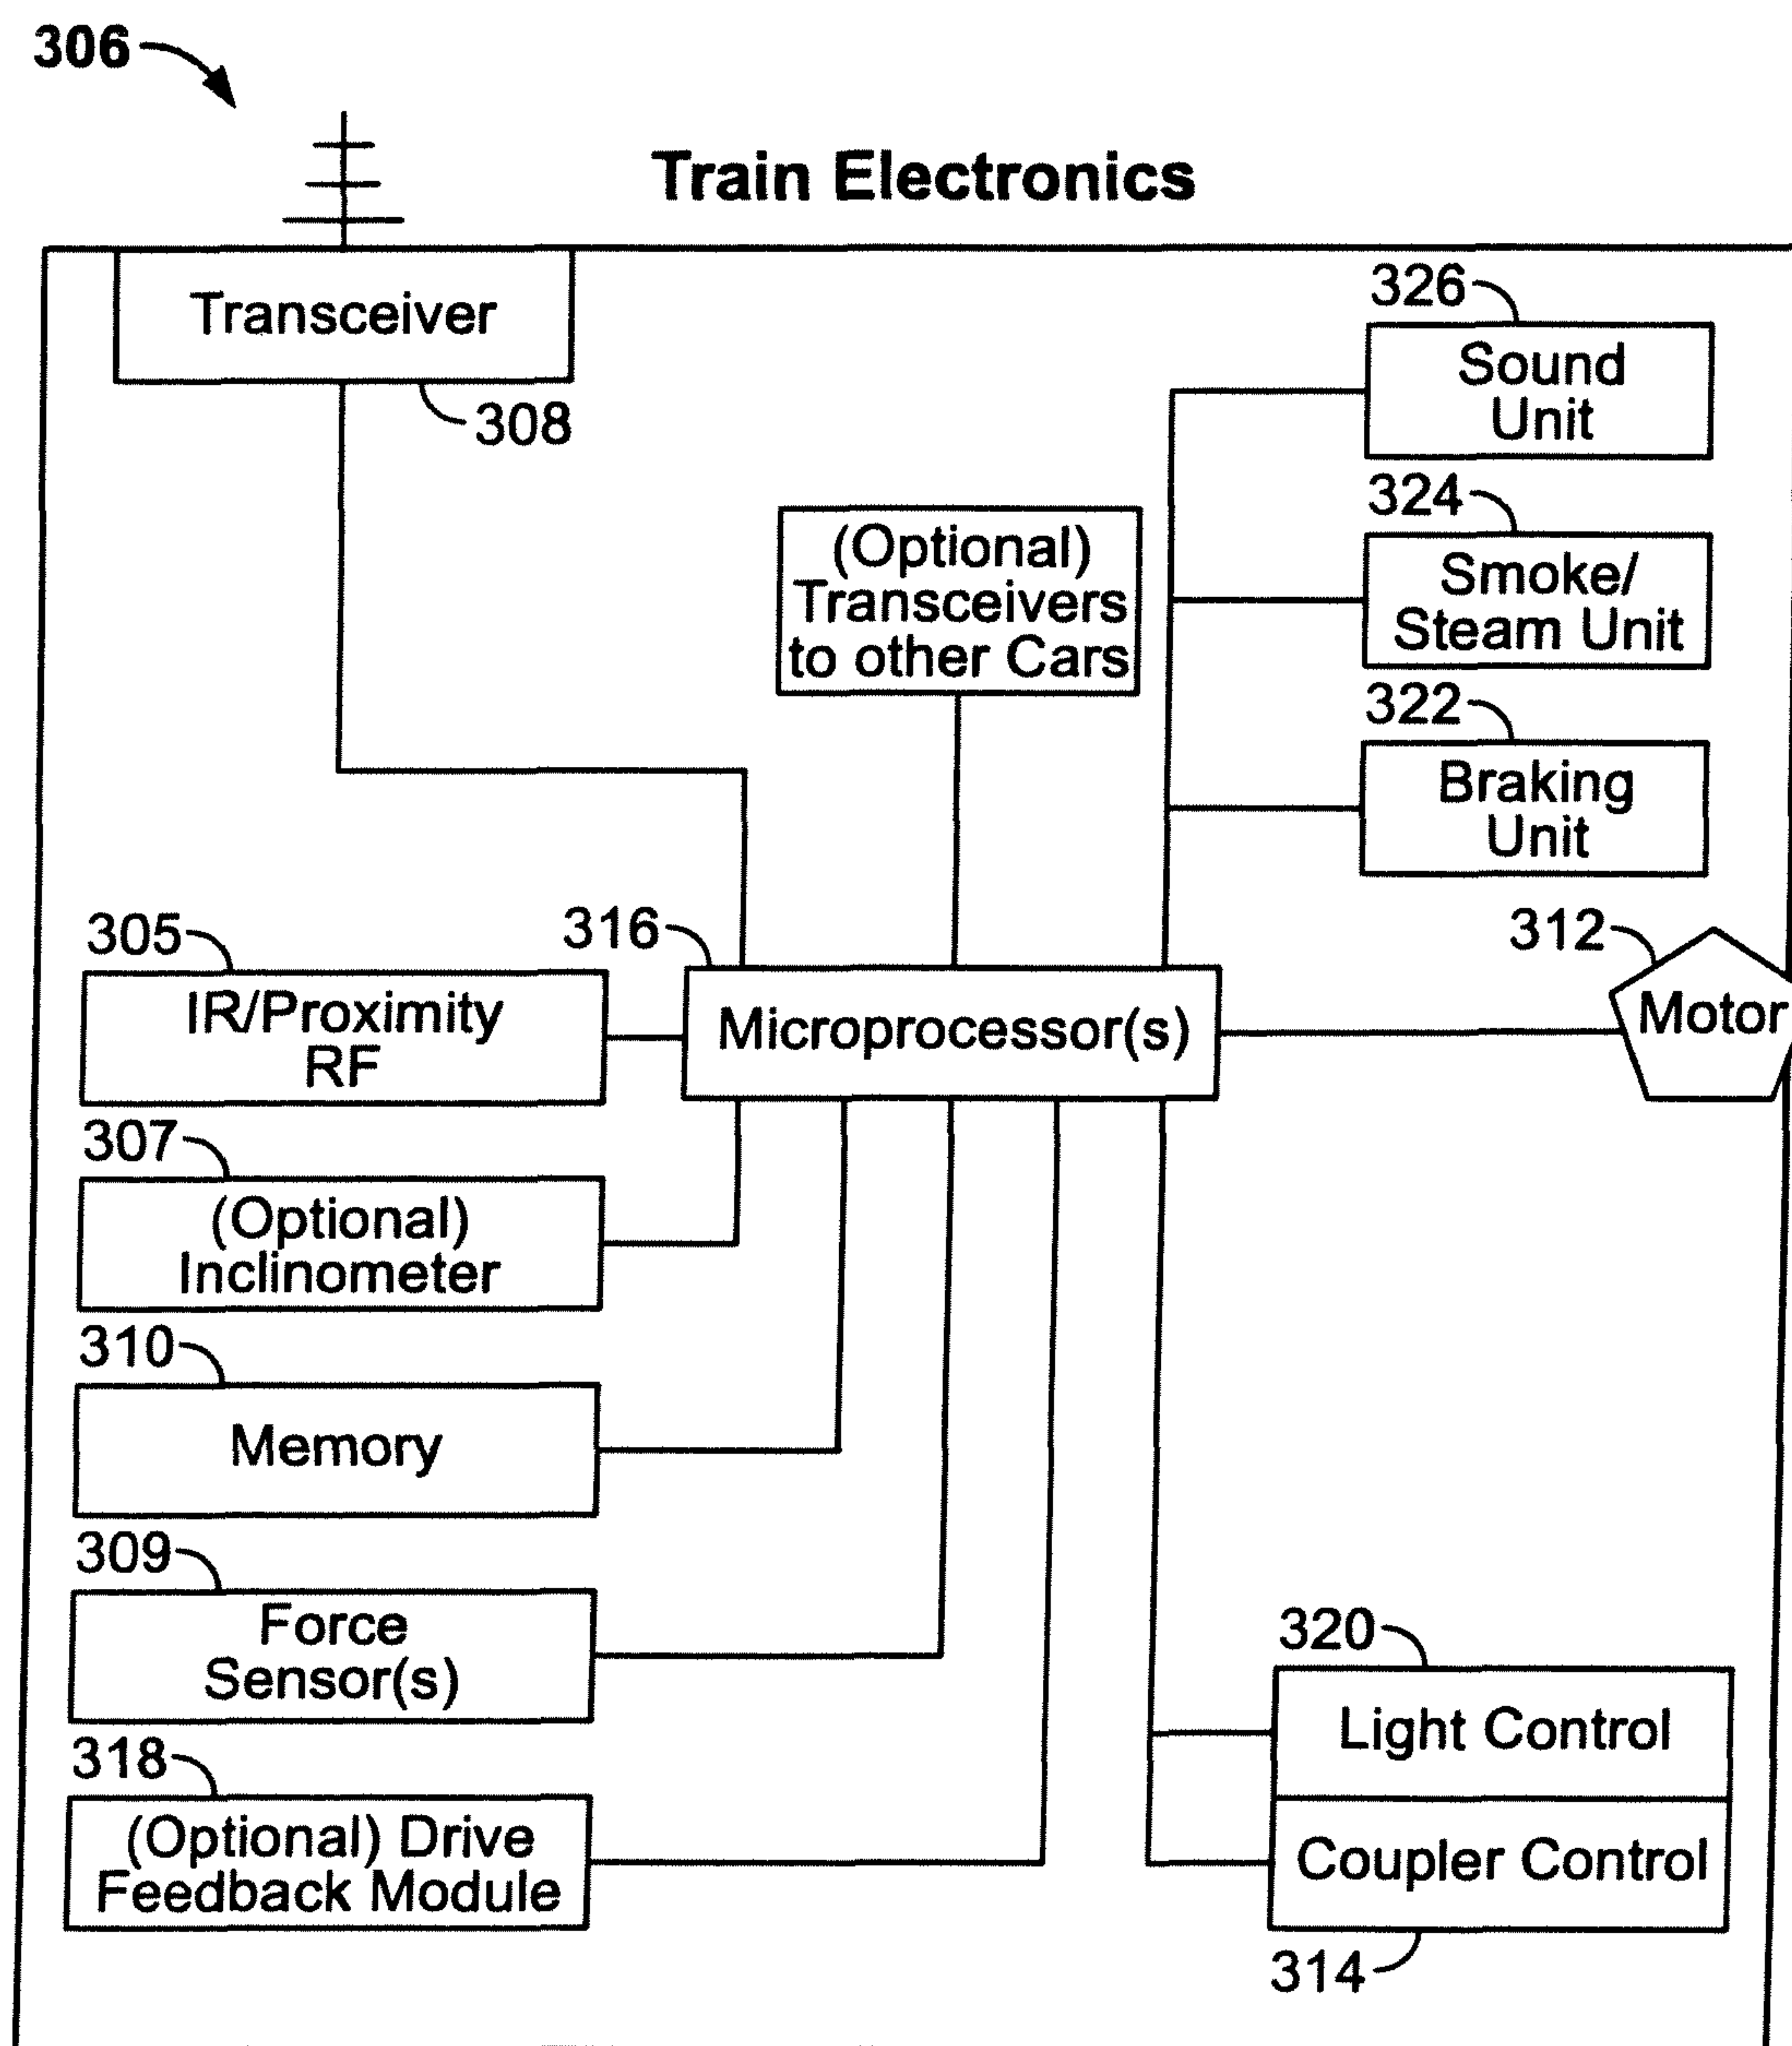 306
Train Electronics
Transceiver
308
326
Sound
Unit
324
Smoke/
Steam Unit
(Optional)
Transceivers
to other Cars
322
Braking
Unit
305
IR/Proximity
RF
316
Microprocessor(s)
312
Motor
307
(Optional)
Inclinometer
310
Memory
309
Force
Sensor(s)
318
(Optional) Drive
Feedback Module
320
Light Control
Coupler Control
314